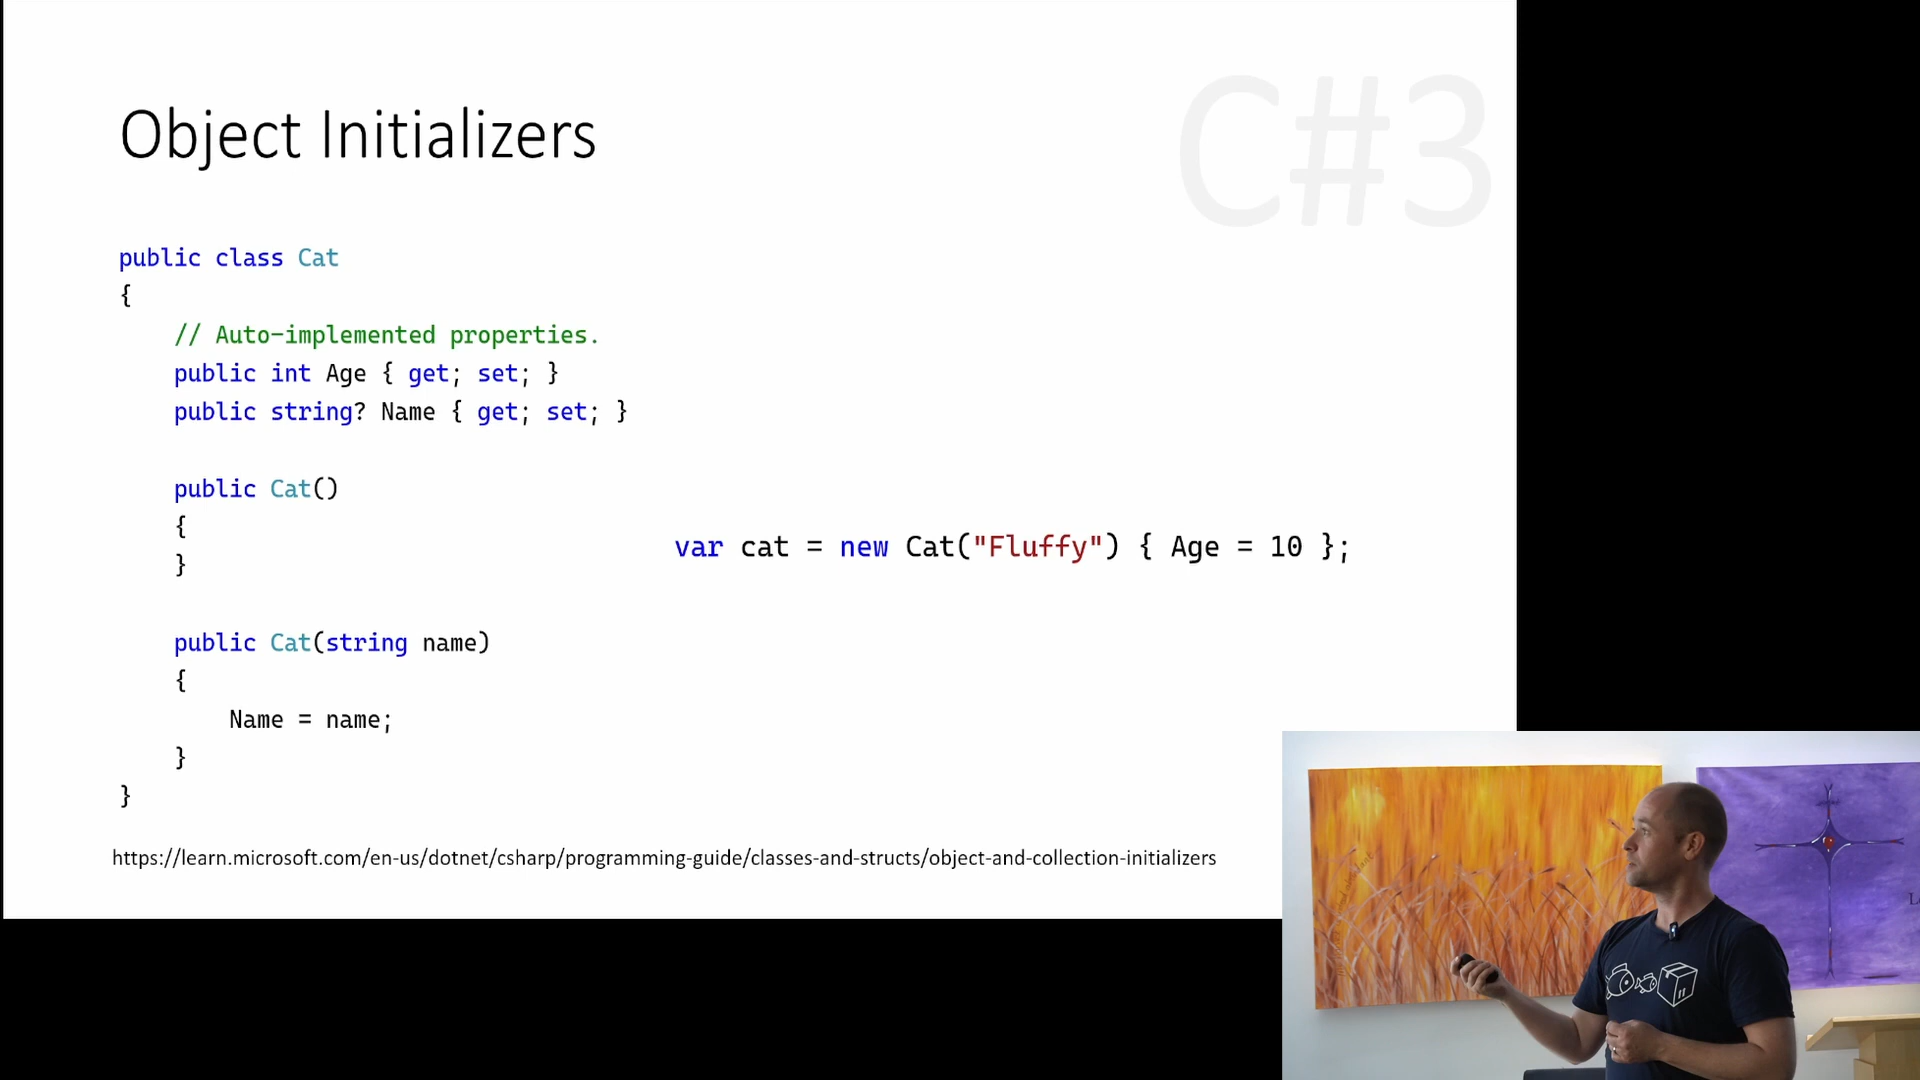 C#3
Object Initializers
public class Cat
{
    // Auto-implemented properties.
    public int Age { get; set; }
    public string? Name { get; set; }
    public Cat()
    {
    }
var cat = new Cat("Fluffy") { Age = 10 };
    public Cat(string name)
    {
        Name = name;
    }
}
https://learn.microsoft.com/en-us/dotnet/csharp/programming-guide/classes-and-structs/object-and-collection-initializers